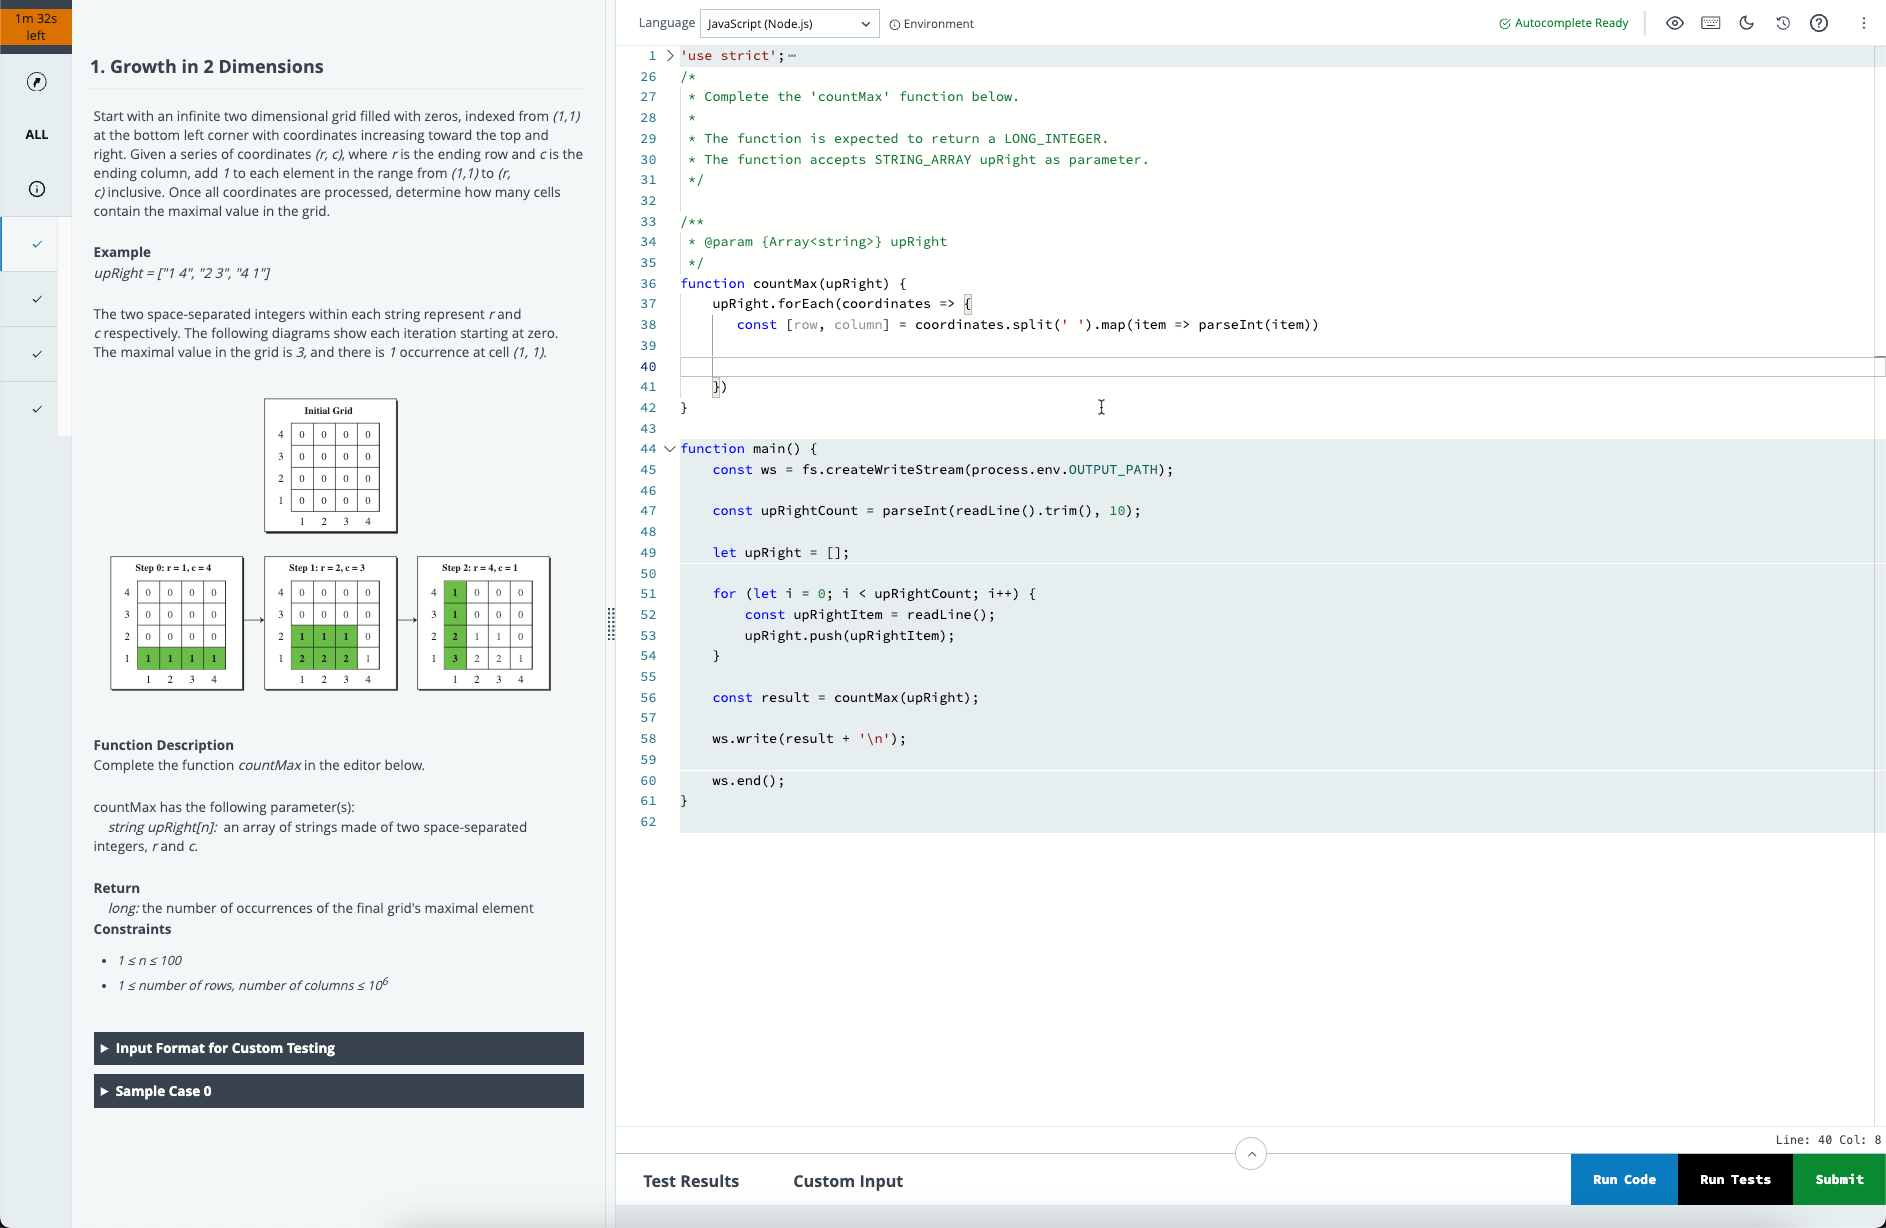 1m 32s
left
ALL
1. Growth in 2 Dimensions
Start with an infinite two dimensional grid filled with zeros, indexed from (1,1)
at the bottom left corner with coordinates increasing toward the top and
right. Given a series of coordinates (r, c), where r is the ending row and c is the
ending column, add 1 to each element in the range from (1,1) to (r,
c) inclusive. Once all coordinates are processed, determine how many cells
contain the maximal value in the grid.
Example
upRight = ["1 4", "2 3", "4 1"]
The two space-separated integers within each string represent r and
c respectively. The following diagrams show each iteration starting at zero.
The maximal value in the grid is 3, and there is 1 occurrence at cell (1, 1).
Initial Grid
4 0 0 0 0
3 0 0 0 0
2 0 0 0 0
1 0 0 0 0
1 2 3 4
Step 0: r = 1, c = 4
4 0 0 0 0
3 0 0 0 0
2 0 0 0 0
1 1 1 1 1
1 2 3 4
Step 1: r = 2, c = 3
4 0 0 0 0
3 0 0 0 0
2 1 1 1 0
1 2 2 2 1
1 2 3 4
Step 2: r = 4, c = 1
4 1 0 0 0
3 1 0 0 0
2 2 1 1 0
1 3 2 2 1
1 2 3 4
Function Description
Complete the function countMax in the editor below.
countMax has the following parameter(s):
string upRight[n]: an array of strings made of two space-separated
integers, r and c.
Return
long: the number of occurrences of the final grid's maximal element
Constraints
• 1 ≤ n ≤ 100
• 1 ≤ number of rows, number of columns ≤ 10⁶
Input Format for Custom Testing
Sample Case 0
Language JavaScript (Node.js) Environment
Autocomplete Ready
1 'use strict';⋯
26 /*
27 * Complete the 'countMax' function below.
28 *
29 * The function is expected to return a LONG_INTEGER.
30 * The function accepts STRING_ARRAY upRight as parameter.
31 */
32
33 /**
34 * @param {Array<string>} upRight
35 */
36 function countMax(upRight) {
37 upRight.forEach(coordinates => {
38 const [row, column] = coordinates.split(' ').map(item => parseInt(item))
39
40
41 })
42 }
43
44 function main() {
45 const ws = fs.createWriteStream(process.env.OUTPUT_PATH);
46
47 const upRightCount = parseInt(readLine().trim(), 10);
48
49 let upRight = [];
50
51 for (let i = 0; i < upRightCount; i++) {
52 const upRightItem = readLine();
53 upRight.push(upRightItem);
54 }
55
56 const result = countMax(upRight);
57
58 ws.write(result + '\n');
59
60 ws.end();
61 }
62
Line: 40 Col: 8
Test Results
Custom Input
Run Code
Run Tests
Submit